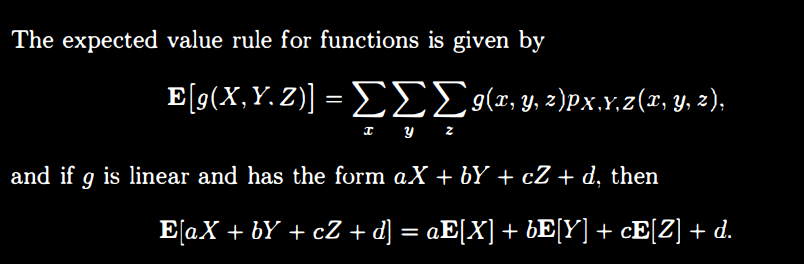 The expected value rule for functions is given by
E[g(X, Y, Z)] = ∑∑∑ g(x, y, z)p_{X,Y,Z}(x, y, z),
x y z
and if g is linear and has the form aX + bY + cZ + d, then
E[aX + bY + cZ + d] = aE[X] + bE[Y] + cE[Z] + d.